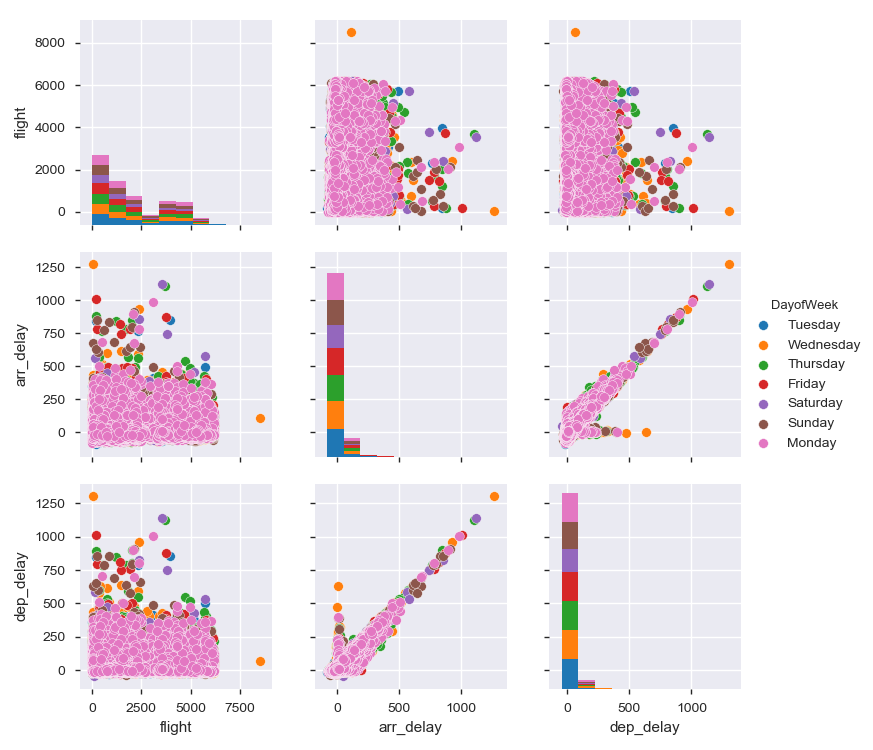 8000
6000
4000
2000
0
flight
1250
1000
750
500
250
0
arr_delay
DayofWeek
Tuesday
Wednesday
Thursday
Friday
Saturday
Sunday
Monday
1250
1000
750
500
250
0
dep_delay
0 2500 5000 7500
flight
0 500 1000
arr_delay
0 500 1000
dep_delay